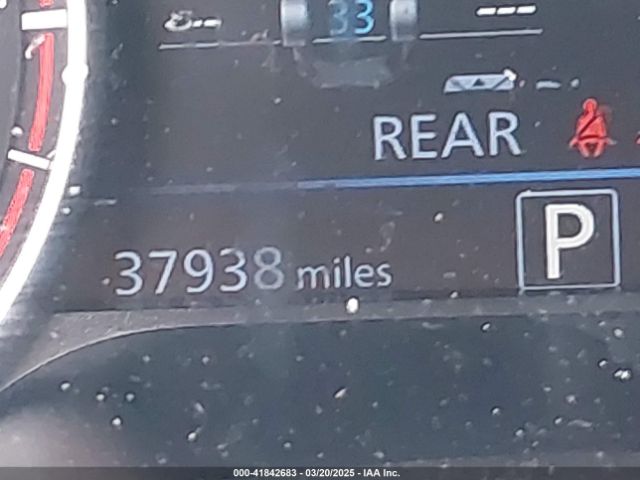 33
---
REAR
P
37938 miles
000-41842683 - 03/20/2025 - IAA Inc.